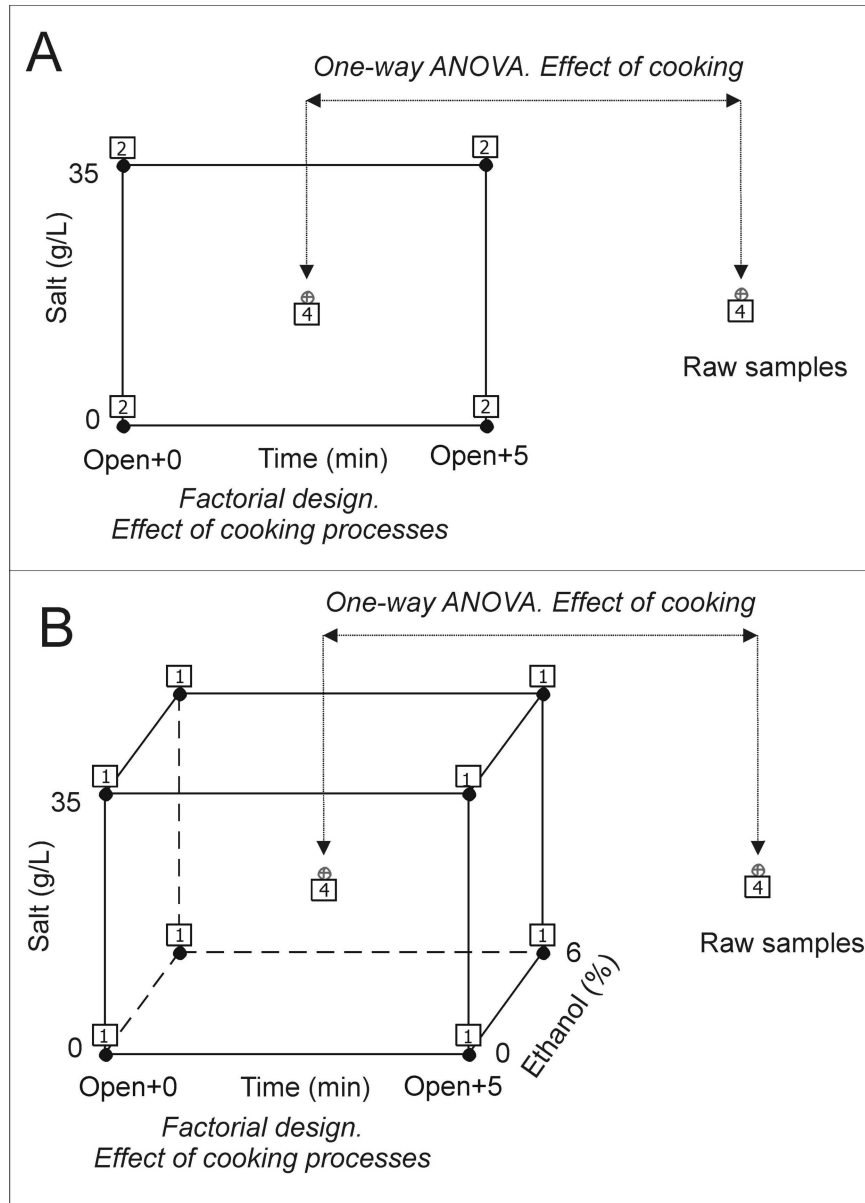 A
One-way ANOVA. Effect of cooking
2
2
35
Salt (g/L)
4
4
Raw samples
2
2
0
Open+0
Time (min)
Open+5
Factorial design.
Effect of cooking processes
B
One-way ANOVA. Effect of cooking
1
1
1
1
35
Salt (g/L)
4
4
Raw samples
1
1
6
Ethanol (%)
1
1
0
0
Open+0
Time (min)
Open+5
Factorial design.
Effect of cooking processes